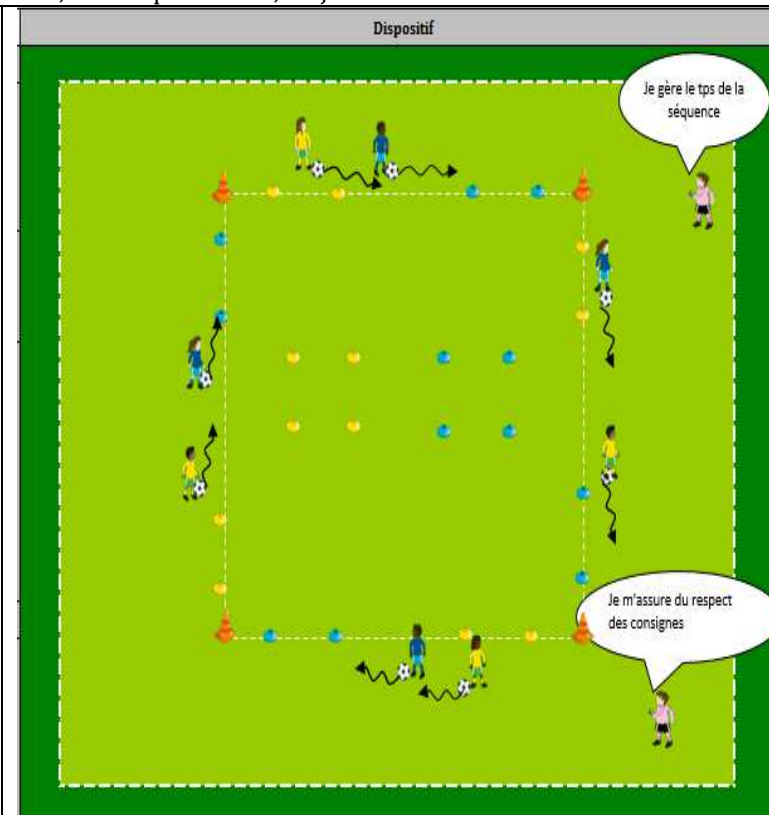 Dispositif
Je gère le tps de la
séquence
Je m'assure du respect
des consignes